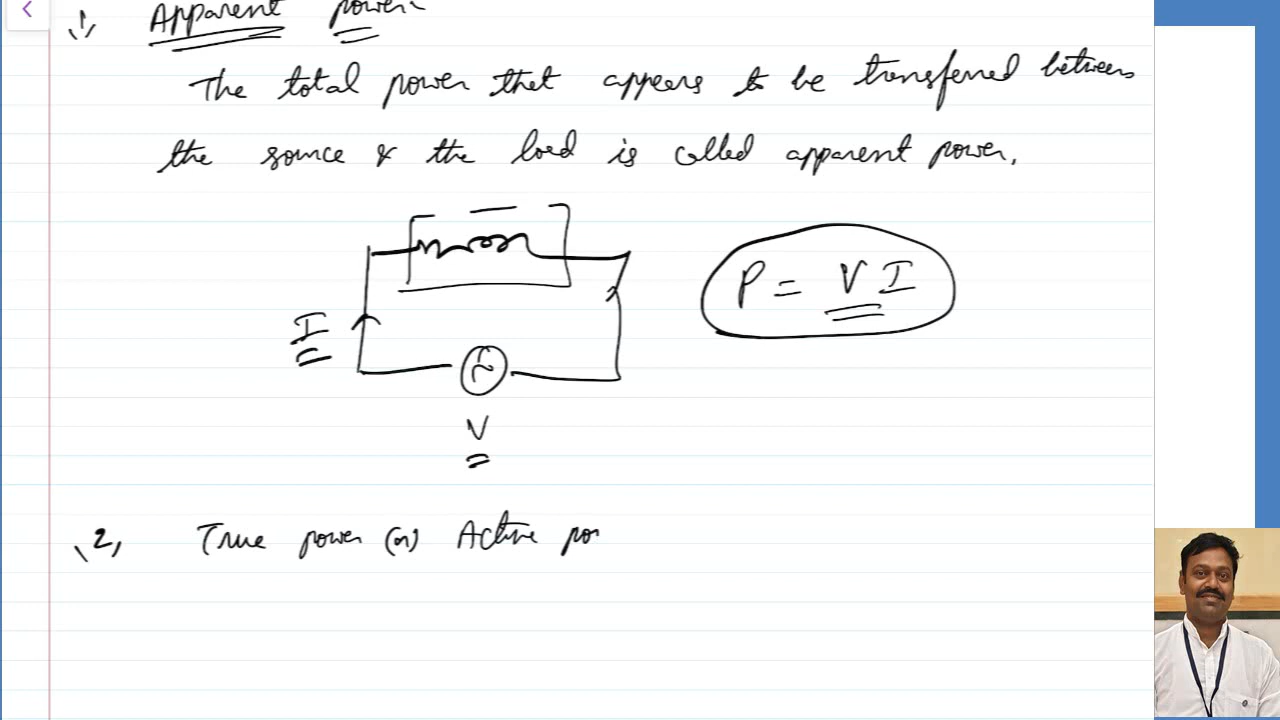 1, Apparent power
The total power that appears to be transferred between
the source & the load is called apparent power.
P = V I
I
V
2, True power (or) Active po